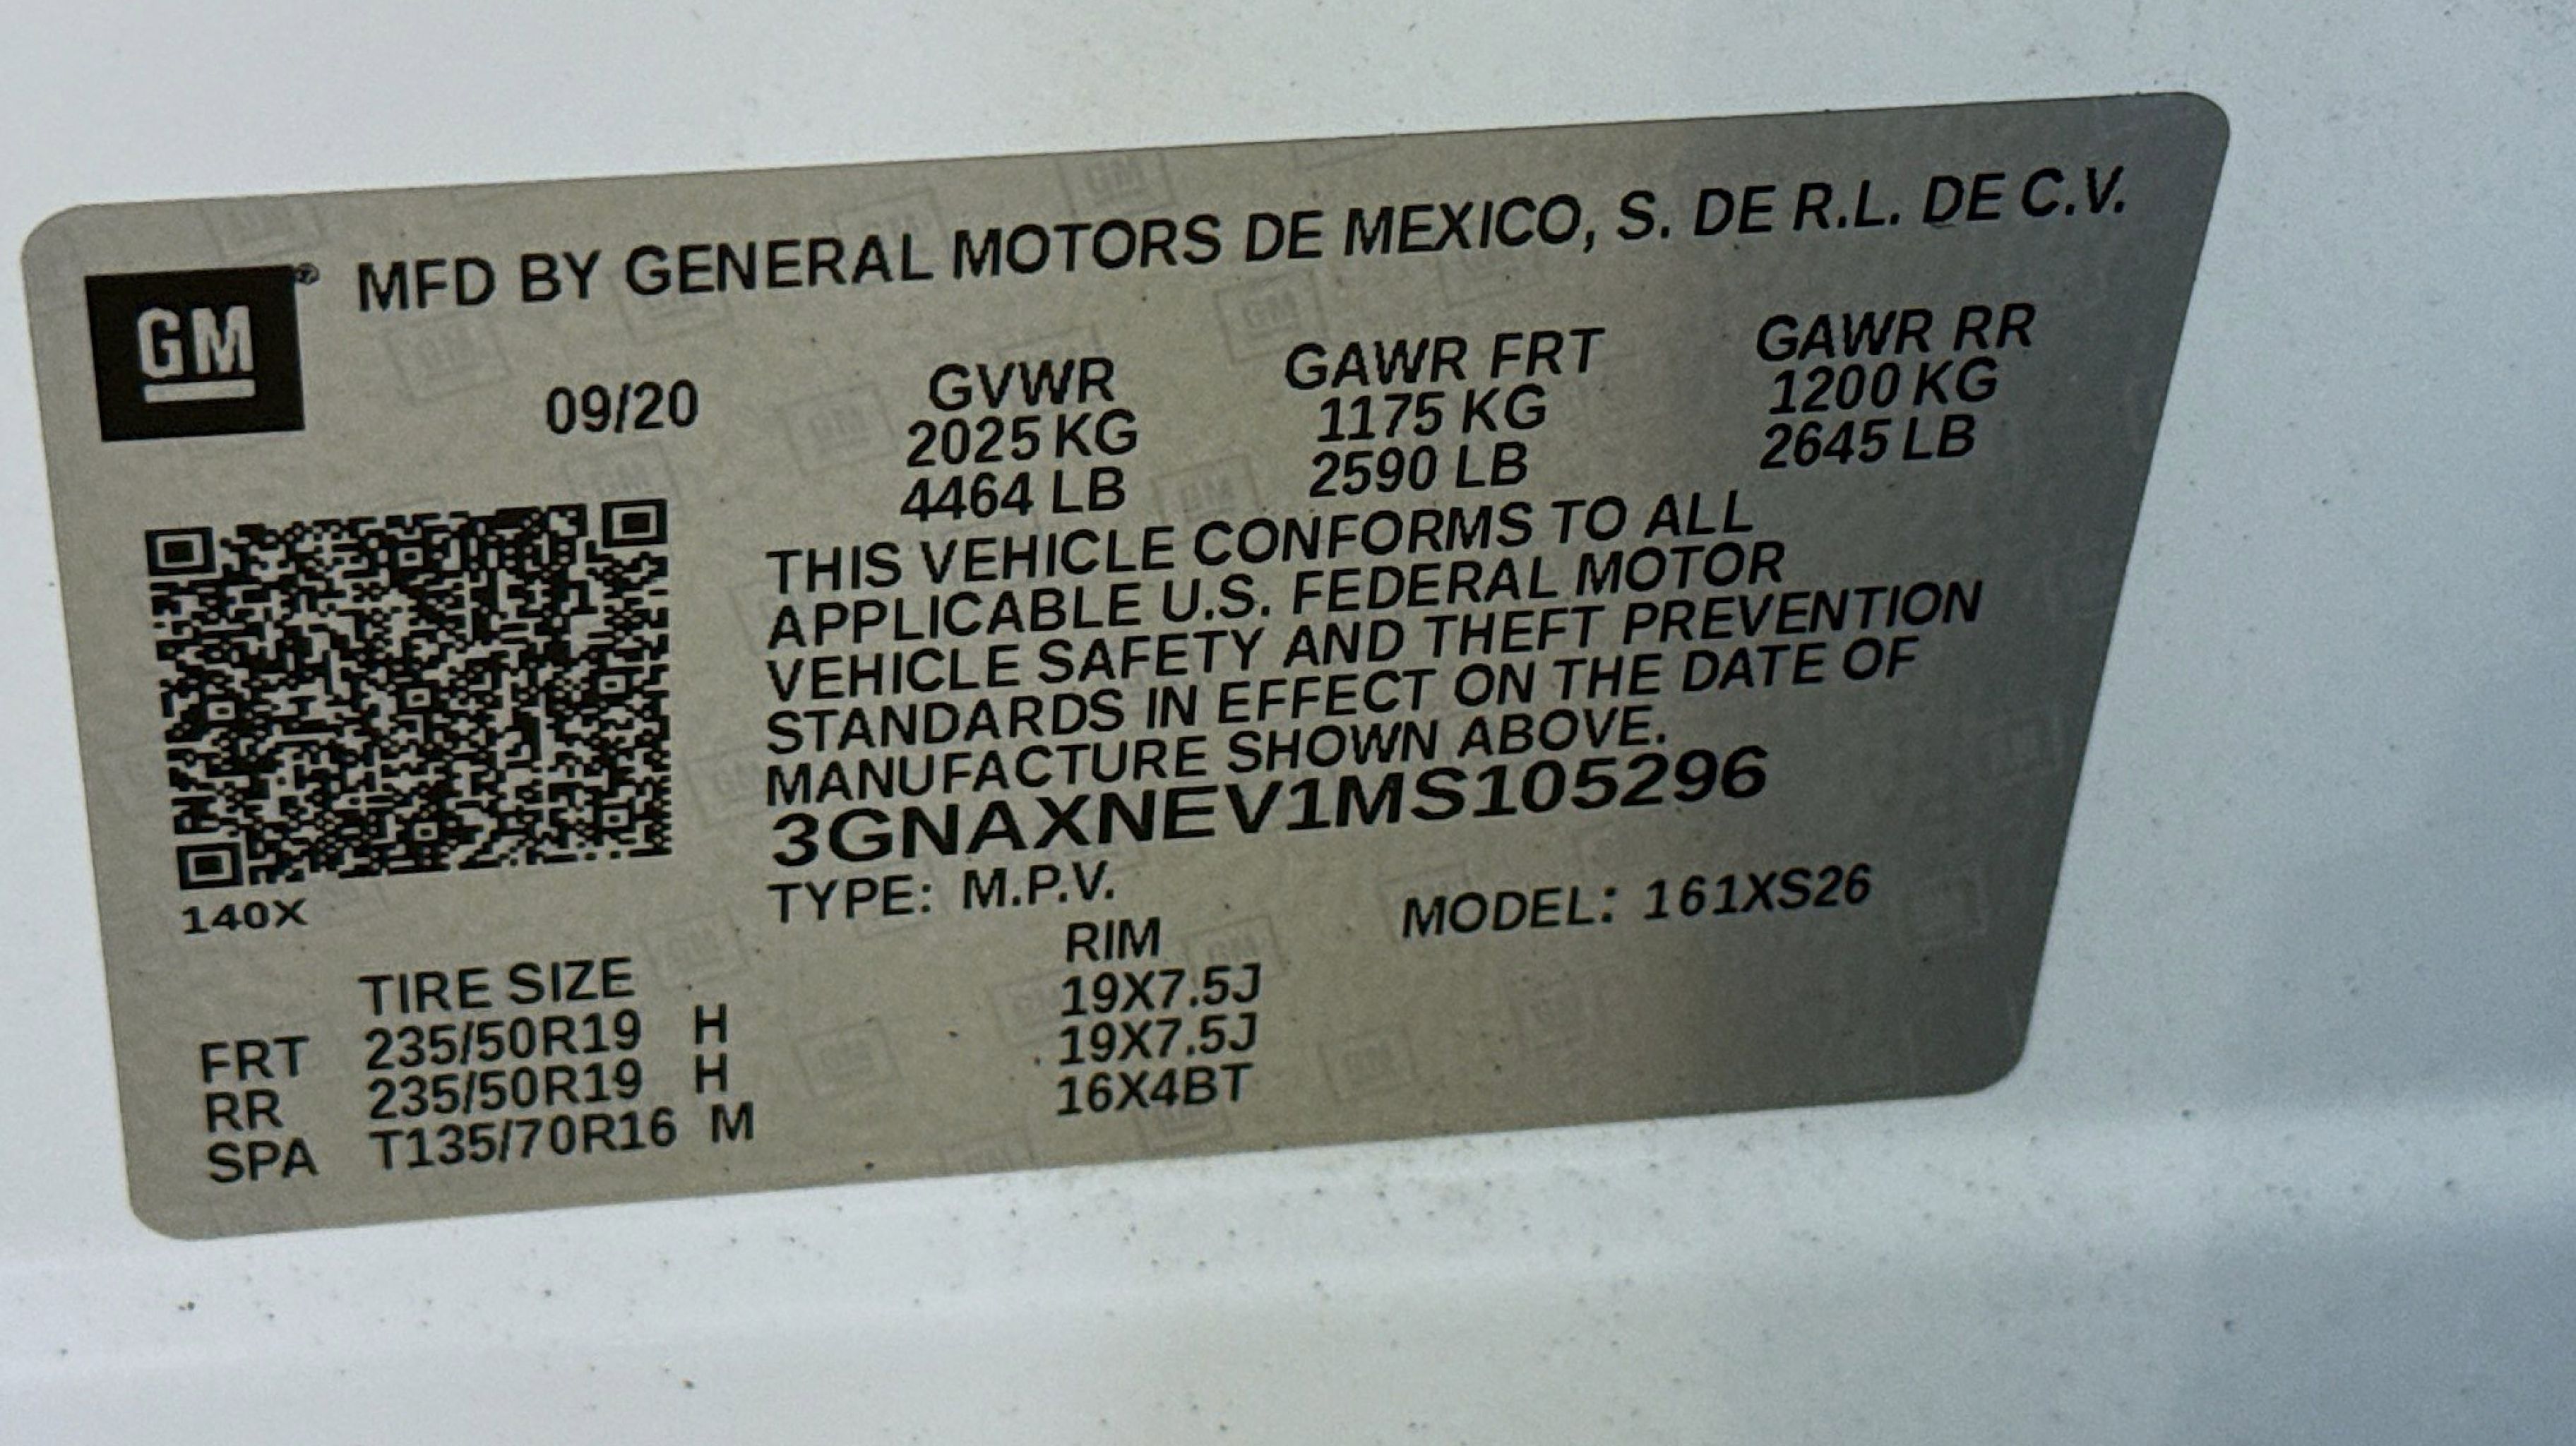 GM
MFD BY GENERAL MOTORS DE MEXICO, S. DE R.L. DE C.V.
09/20
GVWR GAWR FRT GAWR RR
2025 KG 1175 KG 1200 KG
4464 LB 2590 LB 2645 LB
THIS VEHICLE CONFORMS TO ALL
APPLICABLE U.S. FEDERAL MOTOR
VEHICLE SAFETY AND THEFT PREVENTION
STANDARDS IN EFFECT ON THE DATE OF
MANUFACTURE SHOWN ABOVE.
3GNAXNEV1MS105296
TYPE: M.P.V. MODEL: 161XS26
140X
TIRE SIZE RIM
FRT 235/50R19 H 19X7.5J
RR 235/50R19 H 19X7.5J
SPA T135/70R16 M 16X4BT